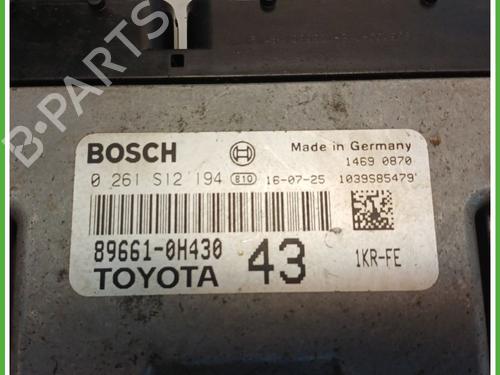 B-PARTS
BOSCH Made in Germany
1469 0870
0 261 S12 194 810 16-07-25 1039S85479
89661-0H430 43 1KR-FE
TOYOTA